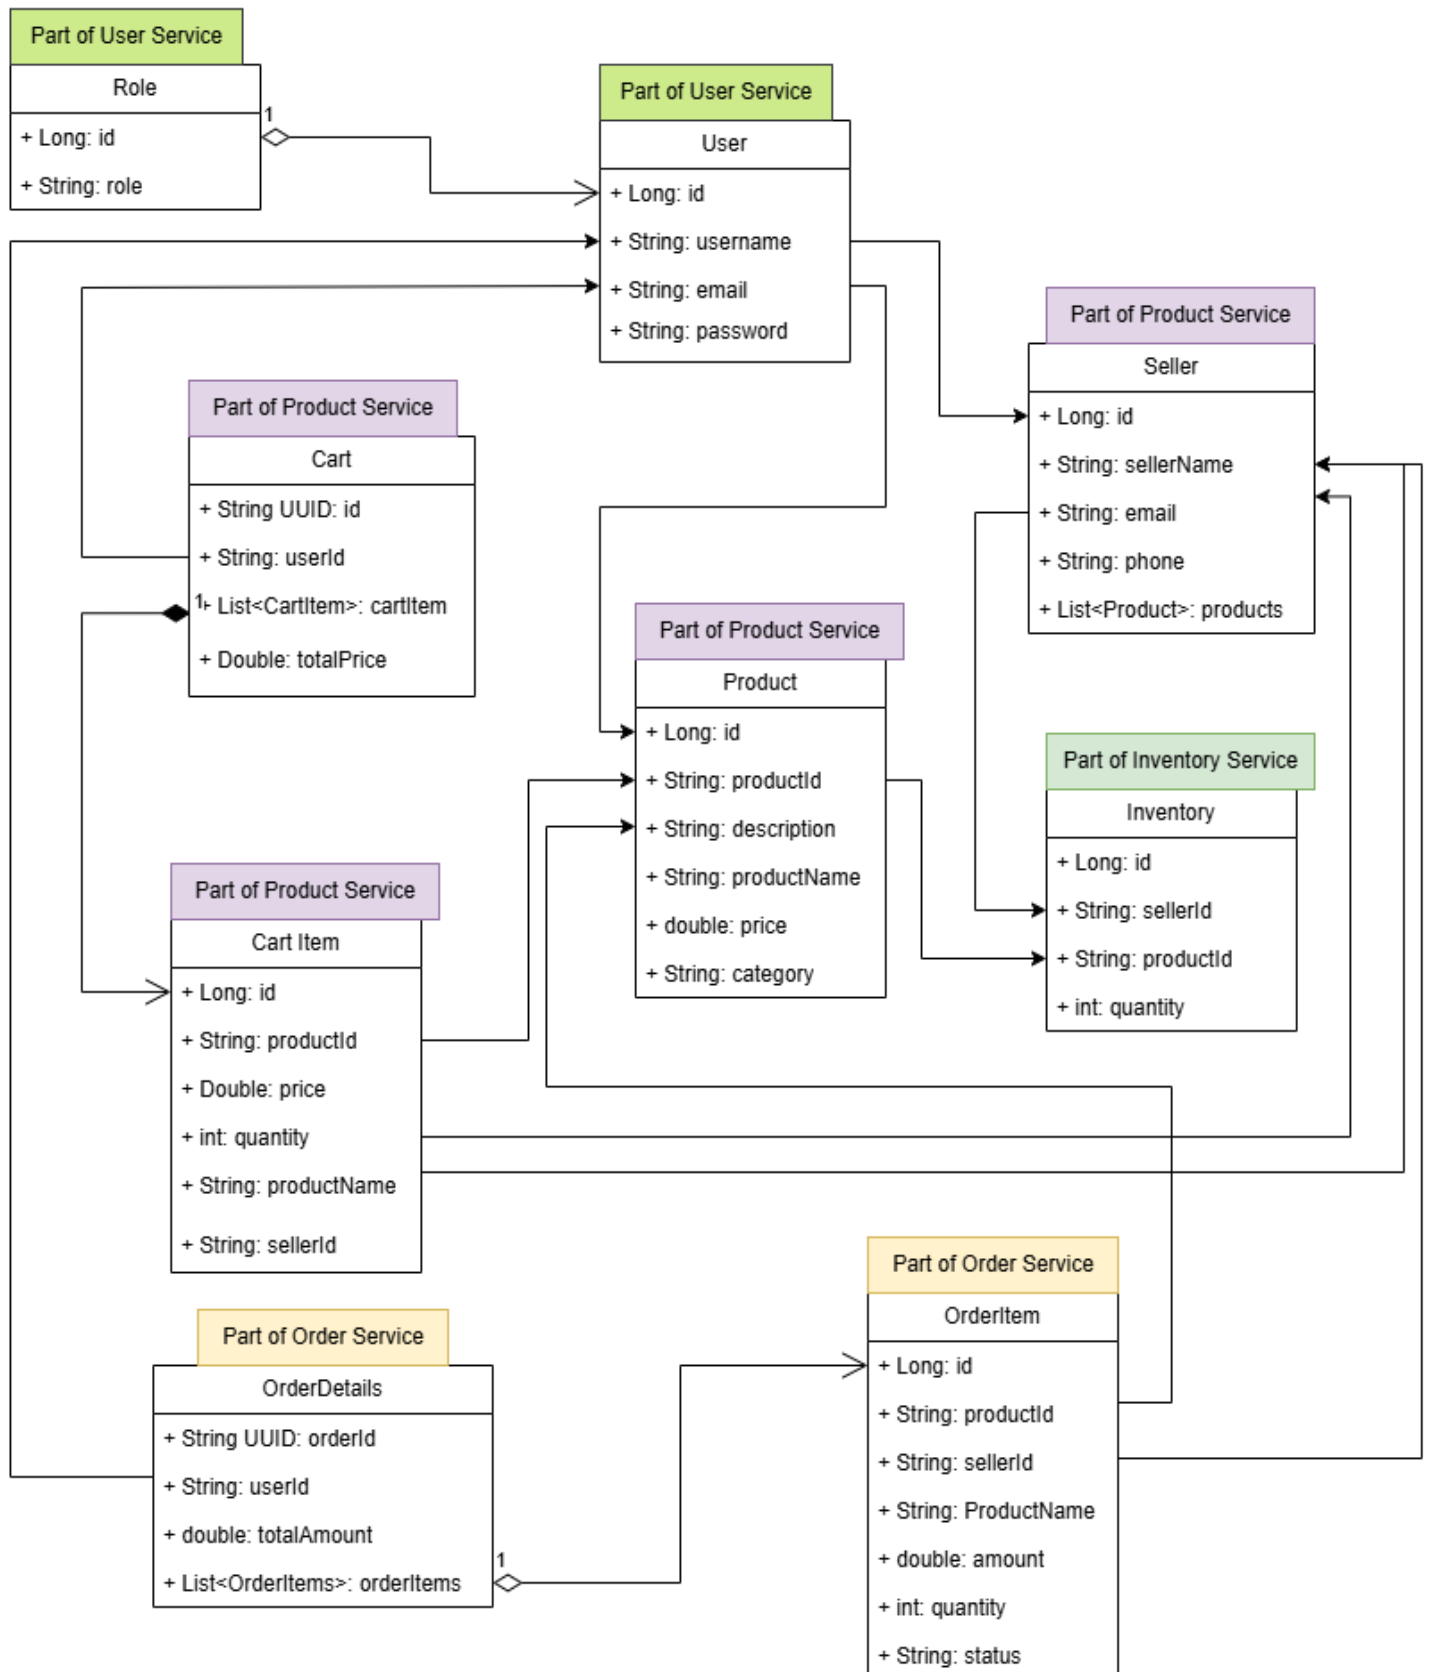 Part of User Service
Role
+ Long: id
+ String: role
1
Part of User Service
User
+ Long: id
+ String: username
+ String: email
+ String: password
Part of Product Service
Seller
+ Long: id
+ String: sellerName
+ String: email
+ String: phone
+ List<Product>: products
Part of Product Service
Cart
+ String UUID: id
+ String: userId
1
+ List<CartItem>: cartItem
+ Double: totalPrice
Part of Product Service
Product
+ Long: id
+ String: productId
+ String: description
+ String: productName
+ double: price
+ String: category
Part of Inventory Service
Inventory
+ Long: id
+ String: sellerId
+ String: productId
+ int: quantity
Part of Product Service
Cart Item
+ Long: id
+ String: productId
+ Double: price
+ int: quantity
+ String: productName
+ String: sellerId
Part of Order Service
OrderDetails
+ String UUID: orderId
+ String: userId
+ double: totalAmount
+ List<OrderItems>: orderItems
1
Part of Order Service
OrderItem
+ Long: id
+ String: productId
+ String: sellerId
+ String: ProductName
+ double: amount
+ int: quantity
+ String: status